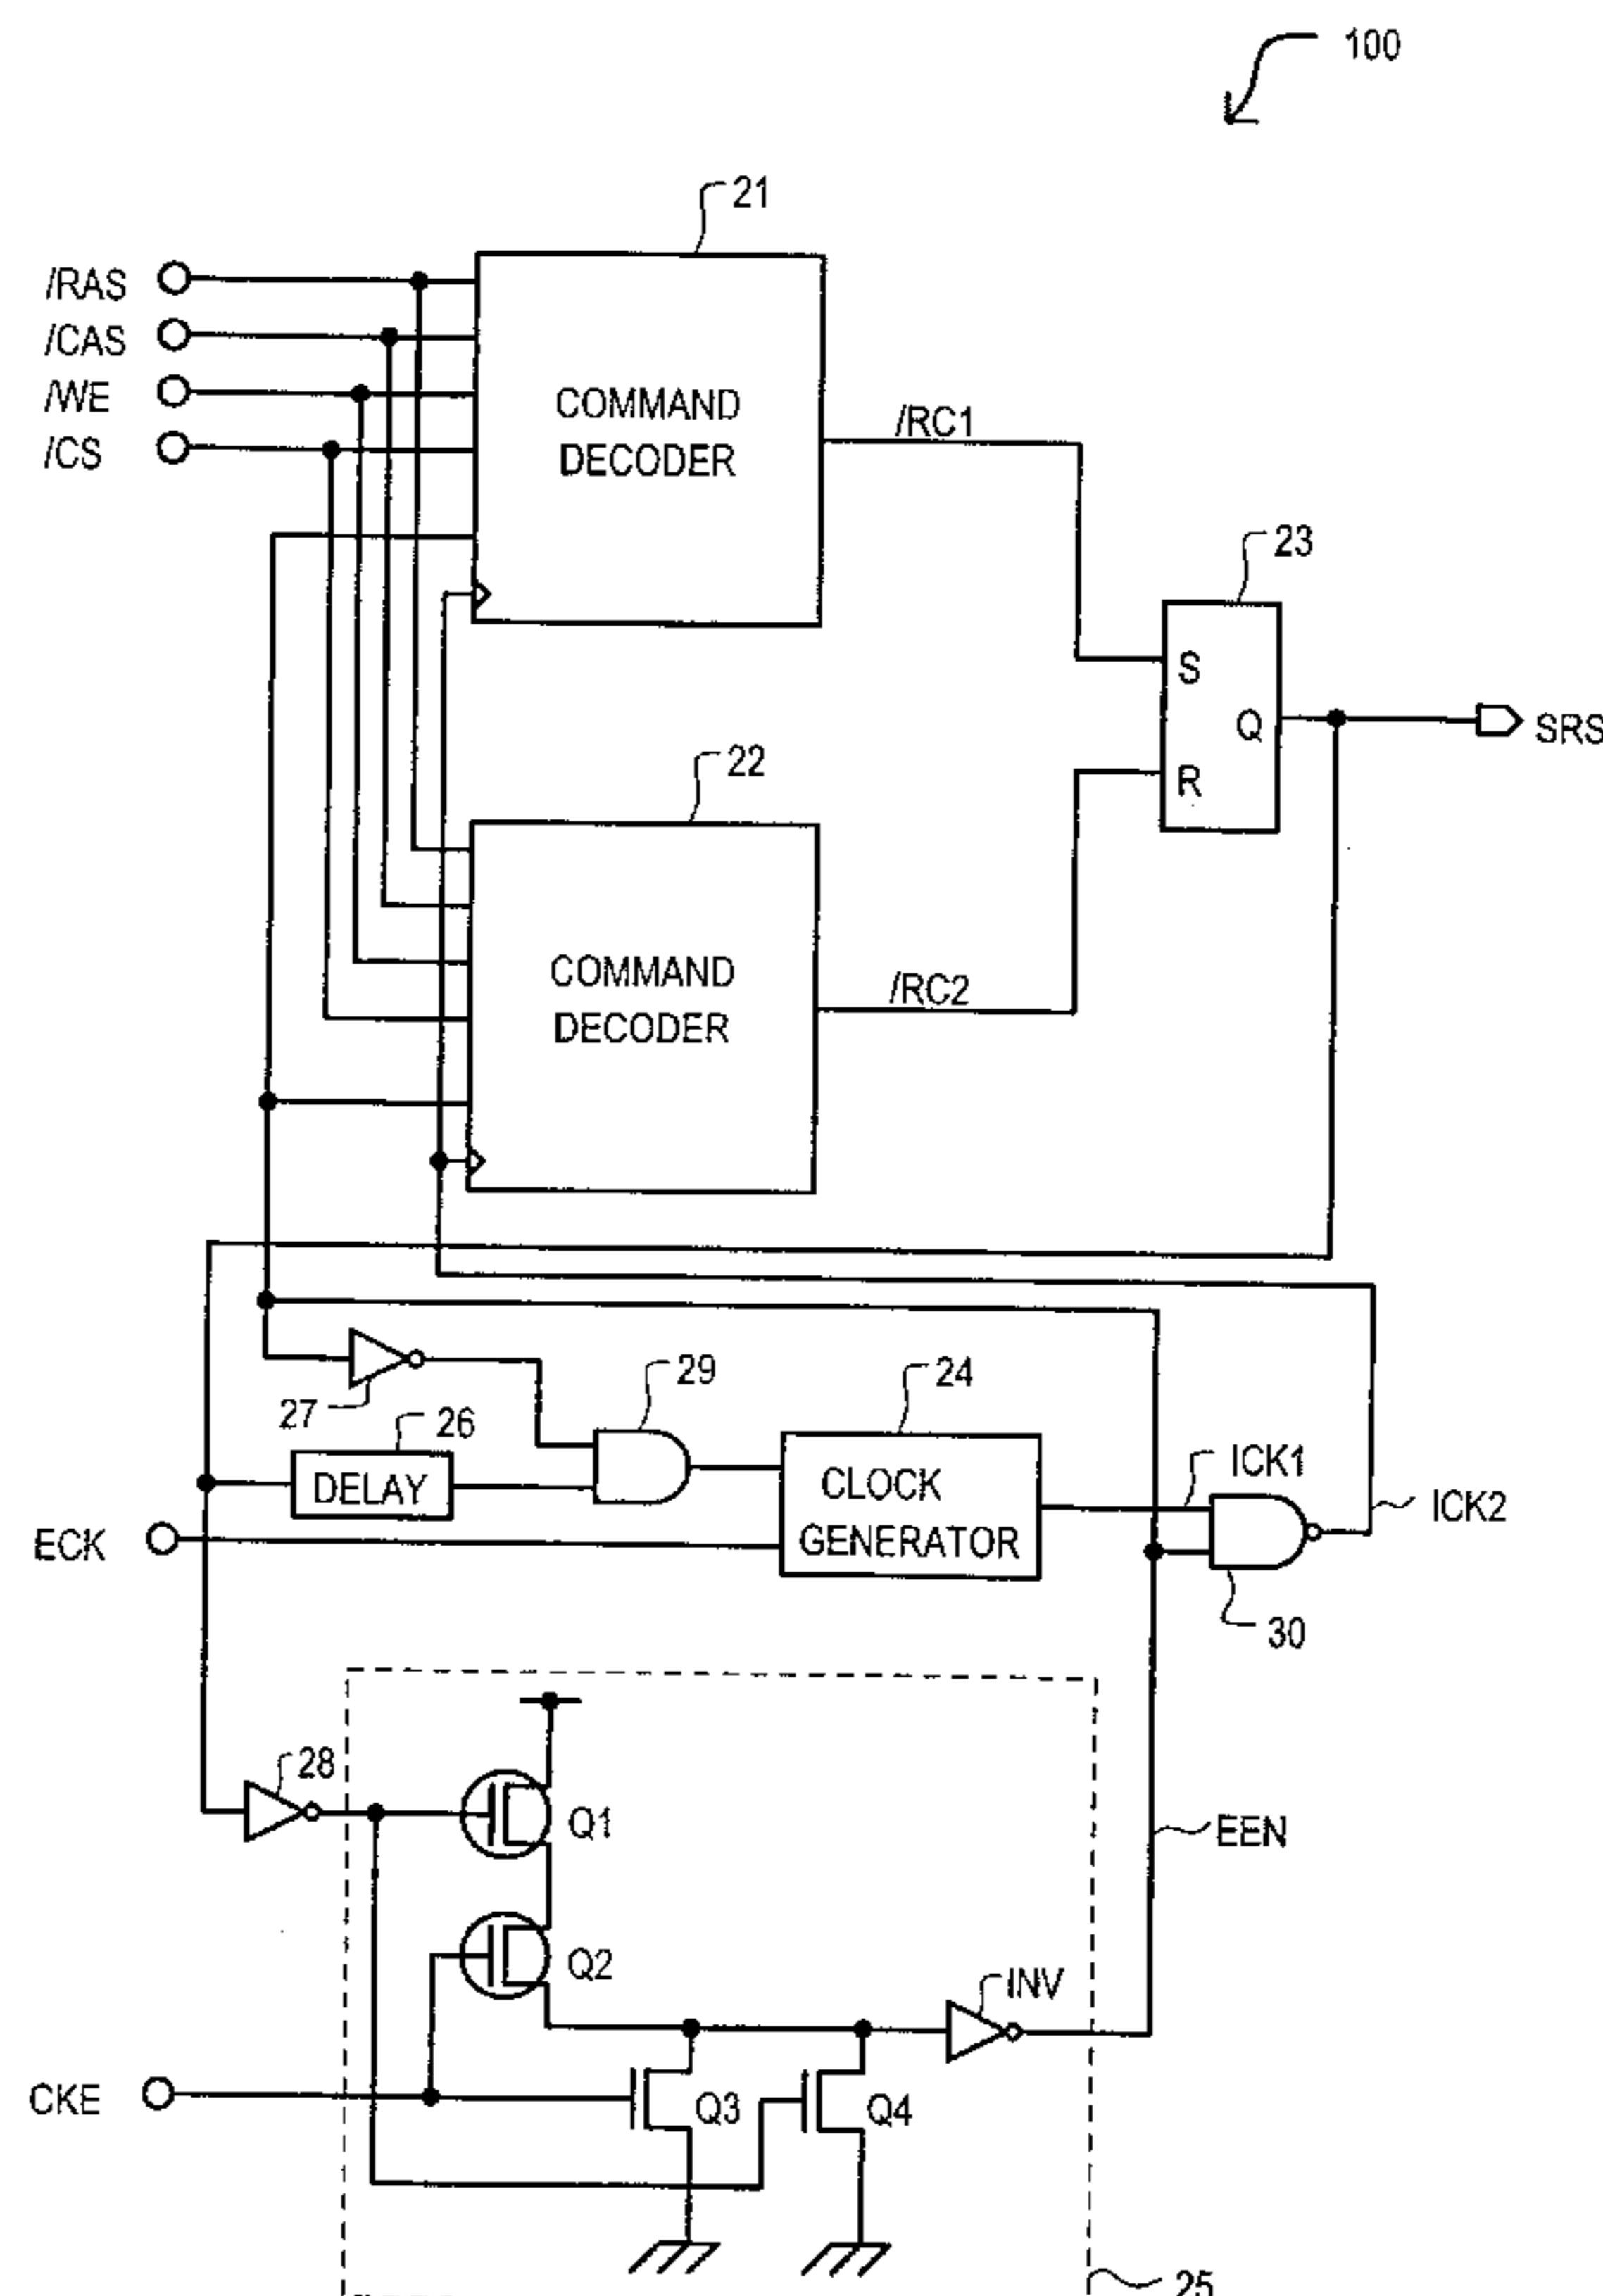 100
21
/RAS
/CAS
/WE
/CS
COMMAND
DECODER
/RC1
23
S
Q
R
SRS
22
COMMAND
DECODER
/RC2
27
26
DELAY
29
24
CLOCK
GENERATOR
ICK1
ICK2
30
ECK
28
Q1
Q2
EEN
INV
CKE
Q3
Q4
25